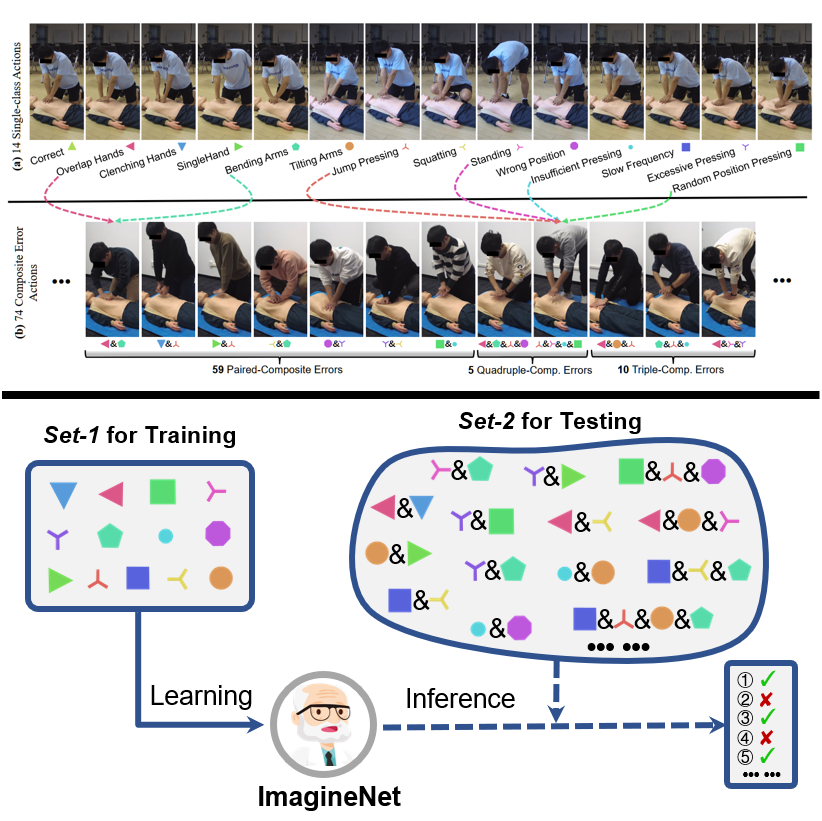 (a) 14 Single-class Actions
Correct
Overlap Hands
Clenching Hands
SingleHand
Bending Arms
Tilting Arms
Jump Pressing
Squatting
Standing
Wrong Position
Insufficient Pressing
Slow Frequency
Excessive Pressing
Random Position Pressing
(b) 74 Composite Error
Actions
•••
•••
& & & & & & & &&& &&& && && &&
59 Paired-Composite Errors
5 Quadruple-Comp. Errors
10 Triple-Comp. Errors
Set-1 for Training
Set-2 for Testing
& & & &
& & & & &
& & & & &
& &
& & & &
••• •••
Learning
Inference
ImagineNet
① ✓
② ✘
③ ✓
④ ✘
⑤ ✓
••• •••